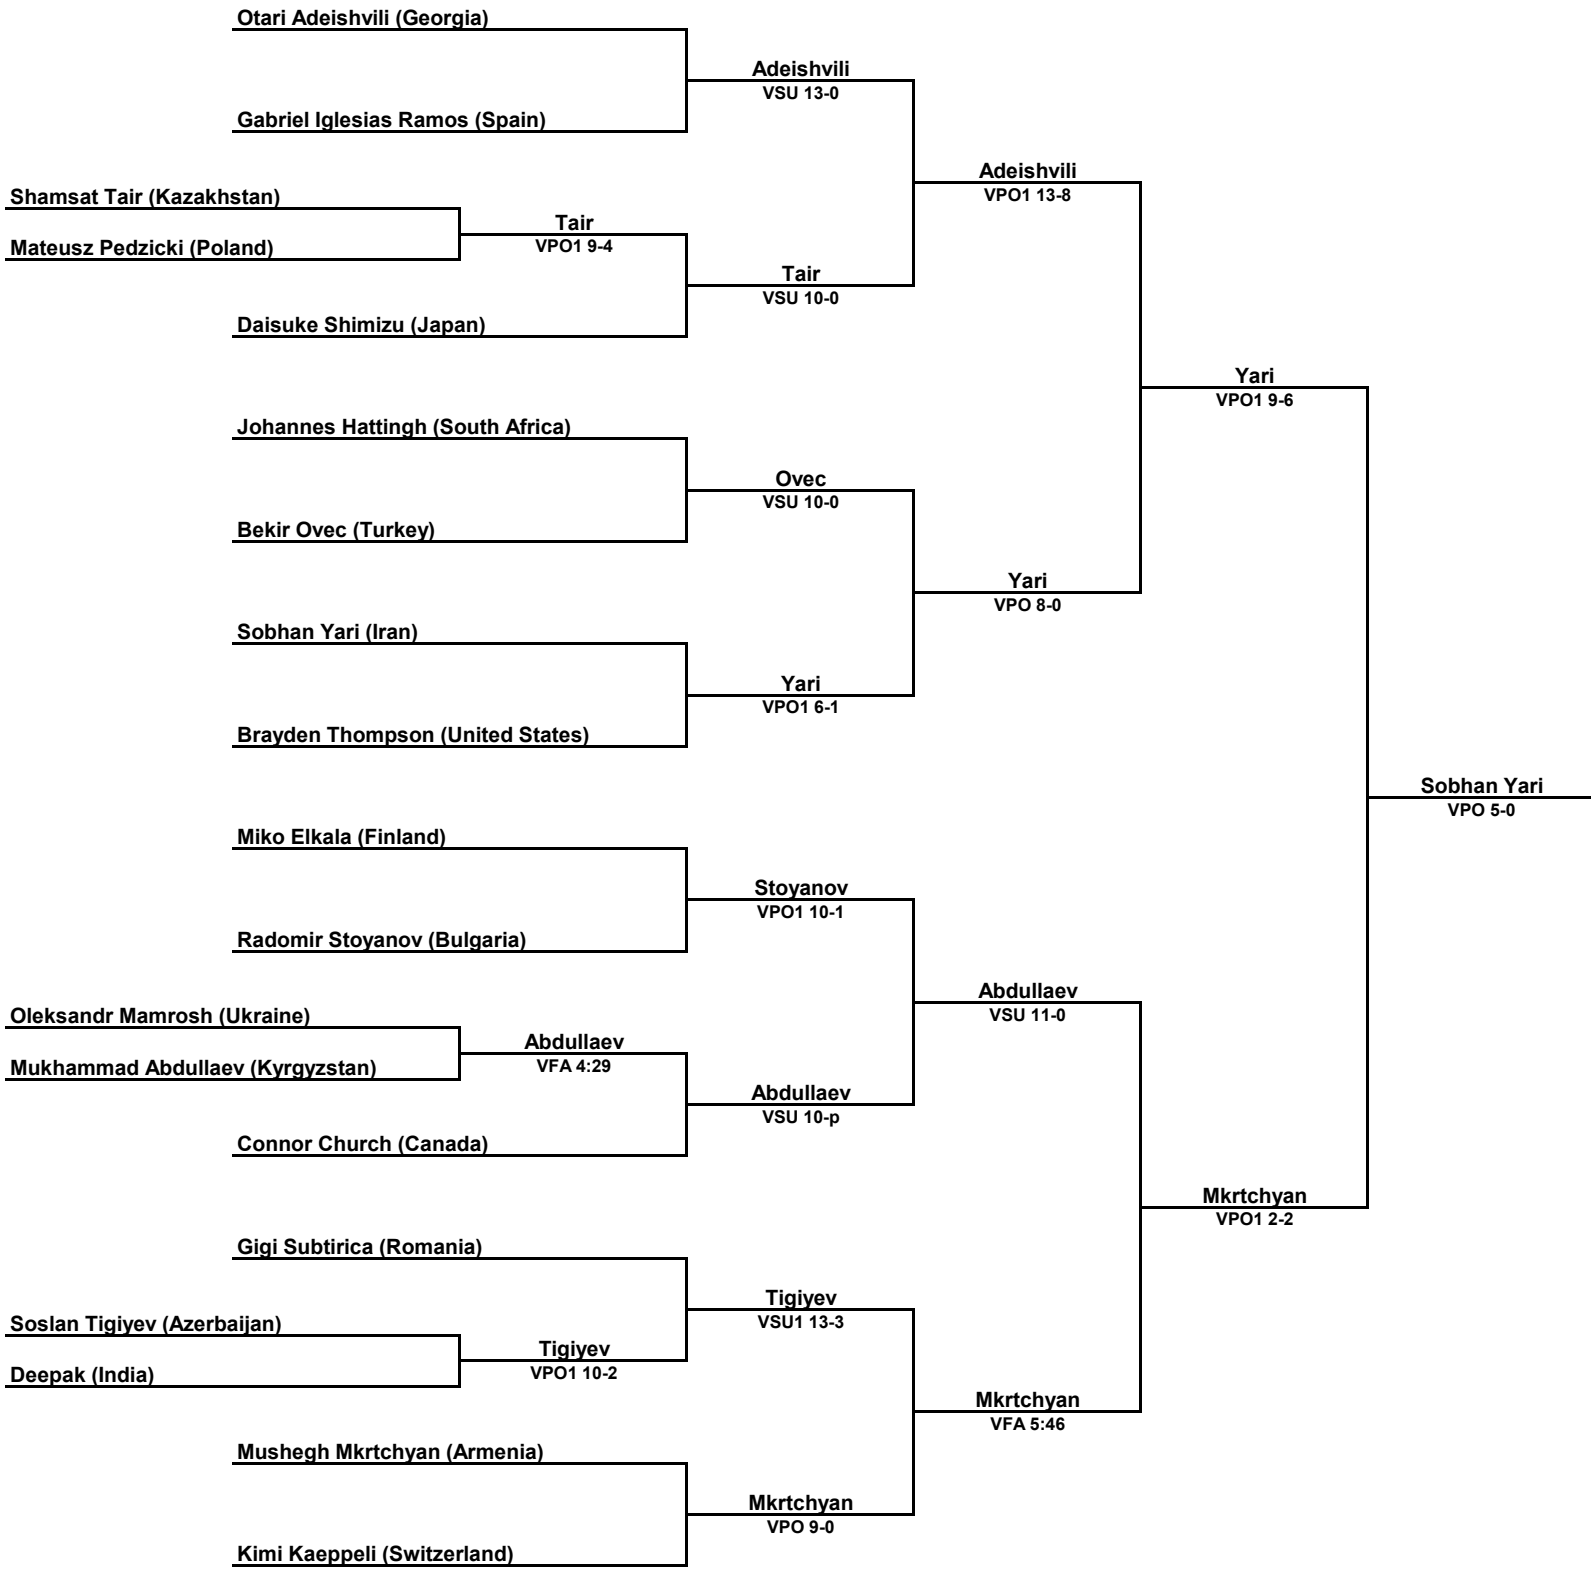 Otari Adeishvili (Georgia)
Adeishvili
VSU 13-0
Gabriel Iglesias Ramos (Spain)
Adeishvili
VPO1 13-8
Shamsat Tair (Kazakhstan)
Tair
VPO1 9-4
Mateusz Pedzicki (Poland)
Tair
VSU 10-0
Daisuke Shimizu (Japan)
Yari
VPO1 9-6
Johannes Hattingh (South Africa)
Ovec
VSU 10-0
Bekir Ovec (Turkey)
Yari
VPO 8-0
Sobhan Yari (Iran)
Yari
VPO1 6-1
Brayden Thompson (United States)
Sobhan Yari
VPO 5-0
Miko Elkala (Finland)
Stoyanov
VPO1 10-1
Radomir Stoyanov (Bulgaria)
Abdullaev
VSU 11-0
Oleksandr Mamrosh (Ukraine)
Abdullaev
VFA 4:29
Mukhammad Abdullaev (Kyrgyzstan)
Abdullaev
VSU 10-p
Connor Church (Canada)
Mkrtchyan
VPO1 2-2
Gigi Subtirica (Romania)
Tigiyev
VSU1 13-3
Soslan Tigiyev (Azerbaijan)
Tigiyev
VPO1 10-2
Deepak (India)
Mkrtchyan
VFA 5:46
Mushegh Mkrtchyan (Armenia)
Mkrtchyan
VPO 9-0
Kimi Kaeppeli (Switzerland)